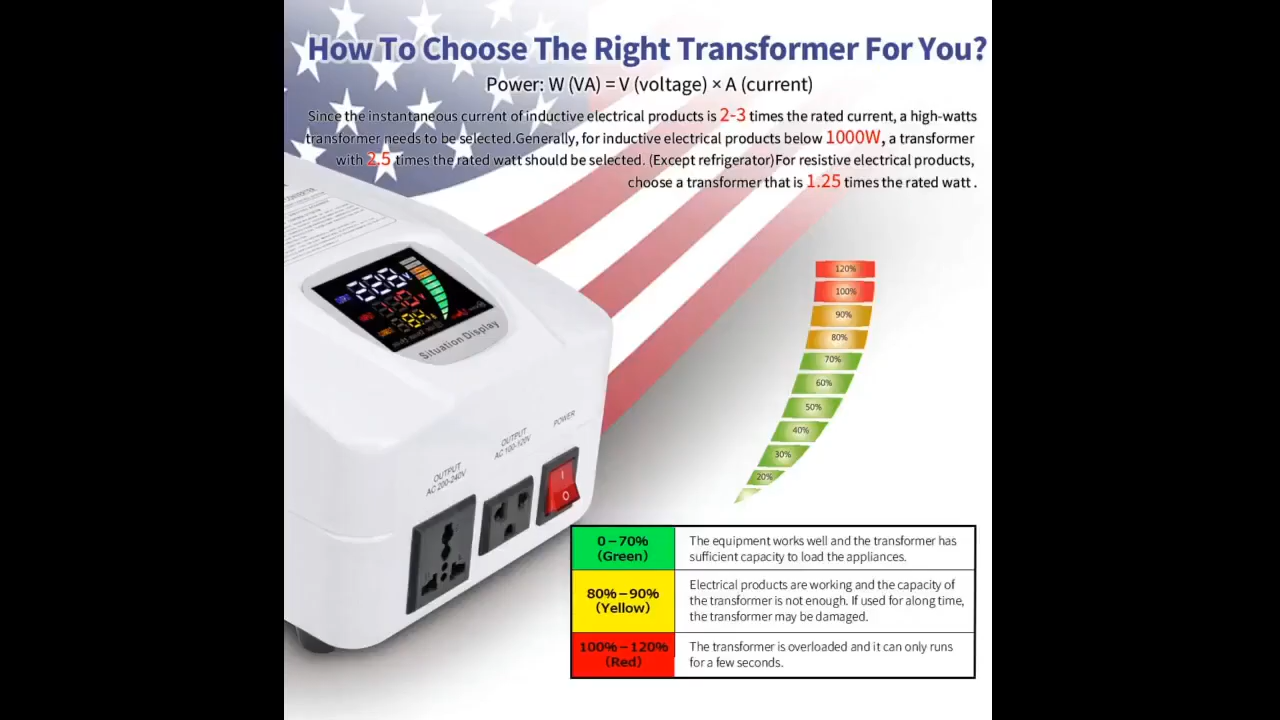 How To Choose The Right Transformer For You?
Power: W (VA) = V (voltage) × A (current)
Since the instantaneous current of inductive electrical products is 2-3 times the rated current, a high-watts
transformer needs to be selected.Generally, for inductive electrical products below 1000W, a transformer
with 2.5 times the rated watt should be selected. (Except refrigerator)For resistive electrical products,
choose a transformer that is 1.25 times the rated watt .
Situation Display
POWER
OUTPUT
AC 100-120V
OUTPUT
AC 200-240V
I
O
120%
100%
90%
80%
70%
60%
50%
40%
30%
20%
0–70%
(Green)
The equipment works well and the transformer has
sufficient capacity to load the appliances.
80%–90%
(Yellow)
Electrical products are working and the capacity of
the transformer is not enough. If used for along time,
the transformer may be damaged.
100%–120%
(Red)
The transformer is overloaded and it can only runs
for a few seconds.